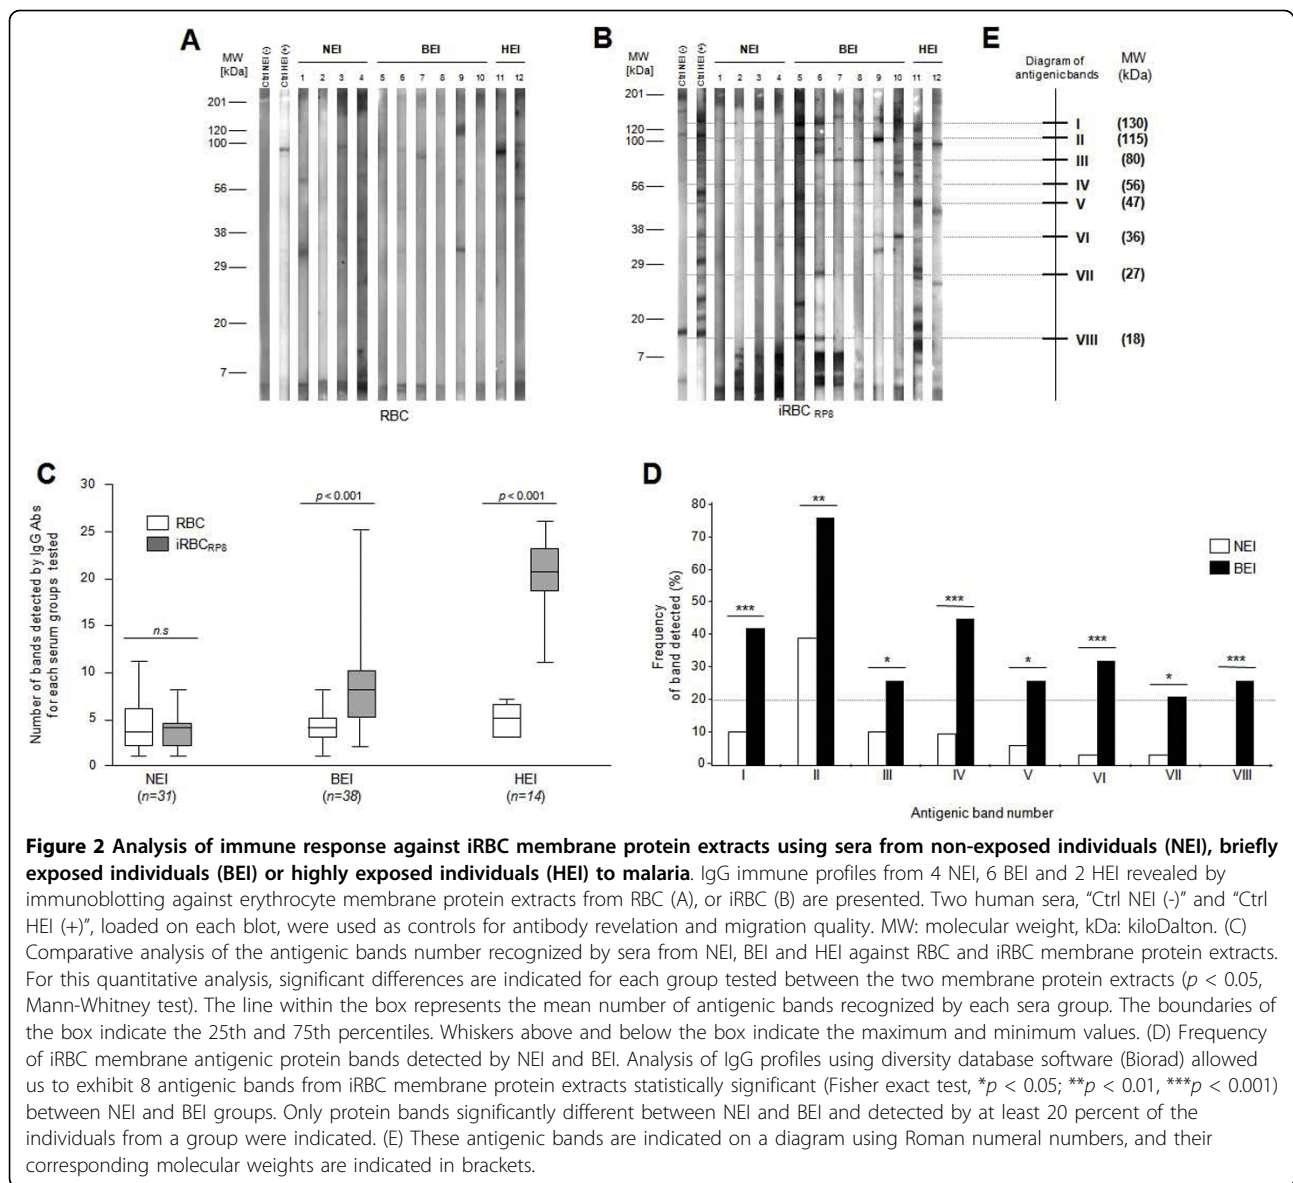 A
B
E
MW
[kDa]
Ctrl NEI (-)
Ctrl HEI (+)
NEI
BEI
HEI
1 2 3 4 5 6 7 8 9 10 11 12
201
120
100
56
38
29
20
7
RBC
MW
[kDa]
Ctrl NEI (-)
Ctrl HEI (+)
NEI
BEI
HEI
1 2 3 4 5 6 7 8 9 10 11 12
201
120
100
56
38
29
20
7
iRBC RP8
Diagram of
antigenic bands
MW
(kDa)
I (130)
II (115)
III (80)
IV (56)
V (47)
VI (36)
VII (27)
VIII (18)
C
Number of bands detected by IgG Abs
for each serum groups tested
30
25
20
15
10
5
0
RBC
iRBCRP8
n.s
p < 0.001
p < 0.001
NEI
(n=31)
BEI
(n=38)
HEI
(n=14)
D
Frequency
of band detected (%)
80
70
60
50
40
30
20
10
0
*** ** * *** * *** * ***
NEI
BEI
I II III IV V VI VII VIII
Antigenic band number
Figure 2 Analysis of immune response against iRBC membrane protein extracts using sera from non-exposed individuals (NEI), briefly
exposed individuals (BEI) or highly exposed individuals (HEI) to malaria. IgG immune profiles from 4 NEI, 6 BEI and 2 HEI revealed by
immunoblotting against erythrocyte membrane protein extracts from RBC (A), or iRBC (B) are presented. Two human sera, “Ctrl NEI (-)” and “Ctrl
HEI (+)”, loaded on each blot, were used as controls for antibody revelation and migration quality. MW: molecular weight, kDa: kiloDalton. (C)
Comparative analysis of the antigenic bands number recognized by sera from NEI, BEI and HEI against RBC and iRBC membrane protein extracts.
For this quantitative analysis, significant differences are indicated for each group tested between the two membrane protein extracts (p < 0.05,
Mann-Whitney test). The line within the box represents the mean number of antigenic bands recognized by each sera group. The boundaries of
the box indicate the 25th and 75th percentiles. Whiskers above and below the box indicate the maximum and minimum values. (D) Frequency
of iRBC membrane antigenic protein bands detected by NEI and BEI. Analysis of IgG profiles using diversity database software (Biorad) allowed
us to exhibit 8 antigenic bands from iRBC membrane protein extracts statistically significant (Fisher exact test, *p < 0.05; **p < 0.01, ***p < 0.001)
between NEI and BEI groups. Only protein bands significantly different between NEI and BEI and detected by at least 20 percent of the
individuals from a group were indicated. (E) These antigenic bands are indicated on a diagram using Roman numeral numbers, and their
corresponding molecular weights are indicated in brackets.